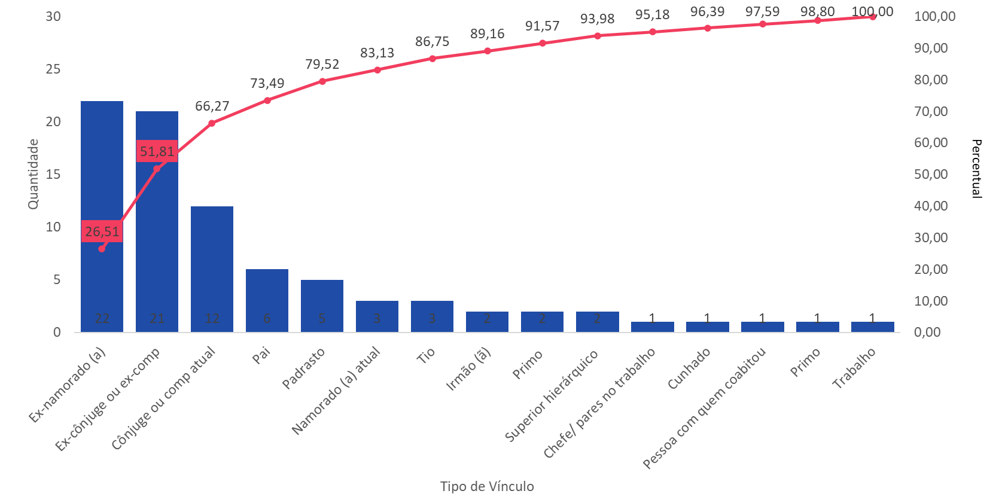 30
25
20
15
10
5
0
Quantidade
26,51
51,81
66,27
73,49
79,52
83,13
86,75
89,16
91,57
93,98
95,18
96,39
97,59
98,80
100,00
22
21
12
6
5
3
3
2
2
2
1
1
1
1
1
100,00
90,00
80,00
70,00
60,00
50,00
40,00
30,00
20,00
10,00
0,00
Percentual
Ex-namorado (a)
Ex-cônjuge ou ex-comp
Cônjuge ou comp atual
Pai
Padrasto
Namorado (a) atual
Tio
Irmão (ã)
Primo
Superior hierárquico
Chefe/ pares no trabalho
Cunhado
Pessoa com quem coabitou
Primo
Trabalho
Tipo de Vínculo